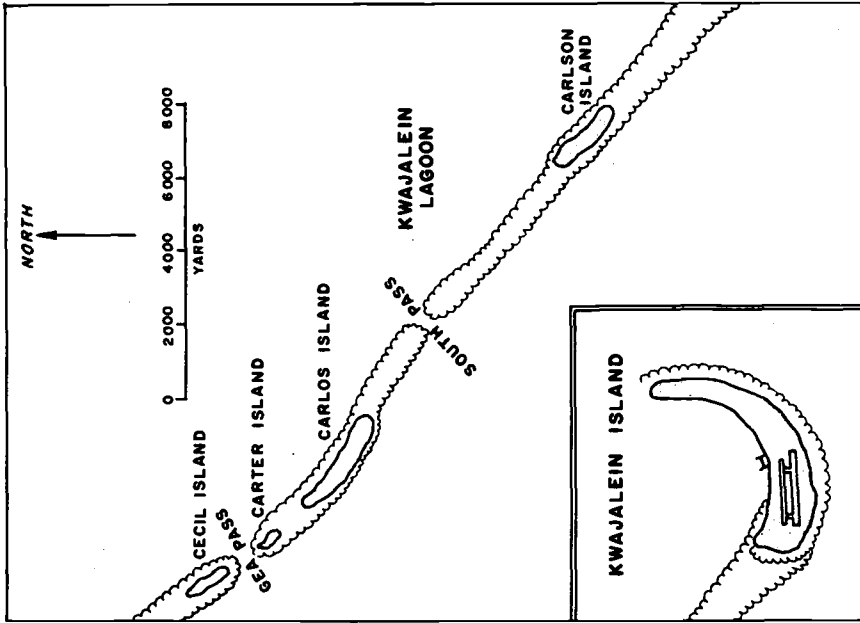 NORTH
0 2000 4000 6000 8000
YARDS
CECIL ISLAND
GEA PASS
CARTER ISLAND
CARLOS ISLAND
SOUTH PASS
KWAJALEIN
LAGOON
CARLSON
ISLAND
KWAJALEIN ISLAND